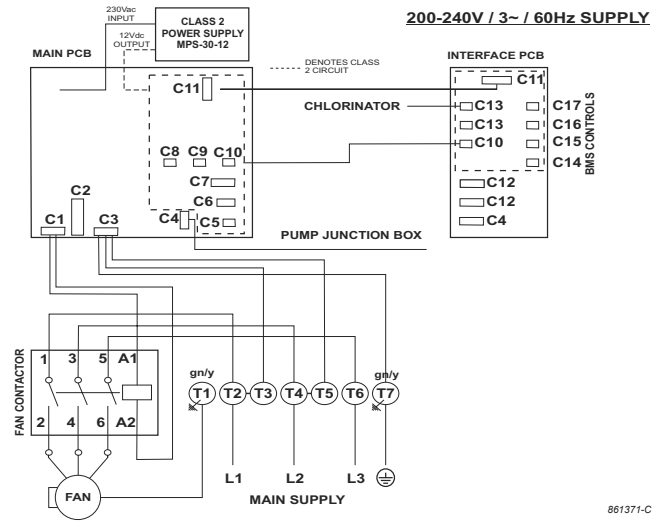 230Vac
INPUT
12Vdc
OUTPUT
CLASS 2
POWER SUPPLY
MPS-30-12
200-240V / 3~ / 60Hz SUPPLY
MAIN PCB
DENOTES CLASS
2 CIRCUIT
INTERFACE PCB
C11
C11
CHLORINATOR
C13
C17
C13
C16
C8
C9
C10
C10
C15
C14
BMS CONTROLS
C7
C12
C2
C6
C12
C1
C3
C4
C5
C4
PUMP JUNCTION BOX
FAN CONTACTOR
1
3
5
A1
2
4
6
A2
gn/y
gn/y
T1
T2
T3
T4
T5
T6
T7
L1
L2
L3
FAN
MAIN SUPPLY
861371-C